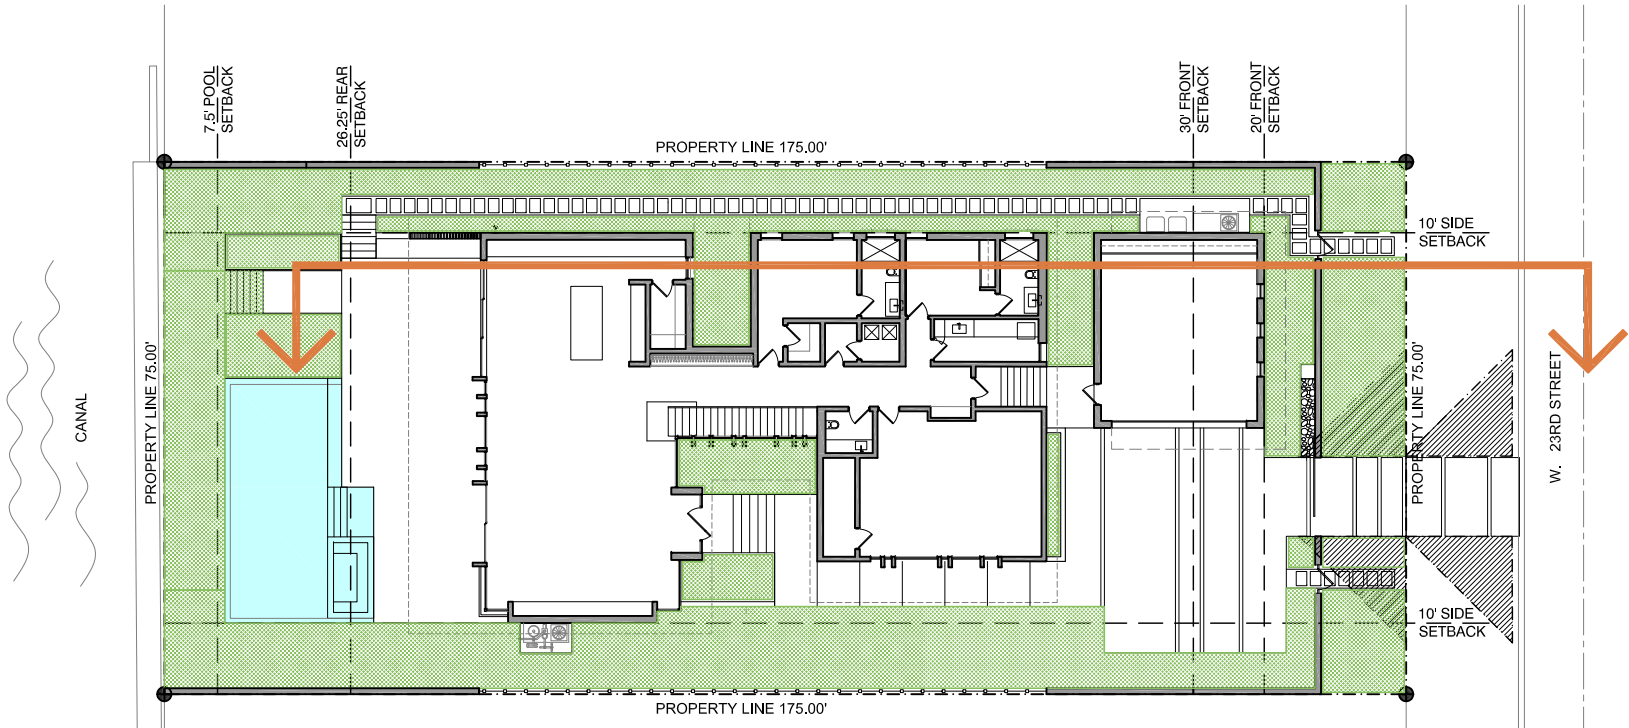 7.5' POOL
SETBACK
26.25' REAR
SETBACK
30' FRONT
SETBACK
20' FRONT
SETBACK
PROPERTY LINE 175.00'
10' SIDE
SETBACK
CANAL
PROPERTY LINE 75.00'
PROPERTY LINE 75.00'
W. 23RD STREET
10' SIDE
SETBACK
PROPERTY LINE 175.00'